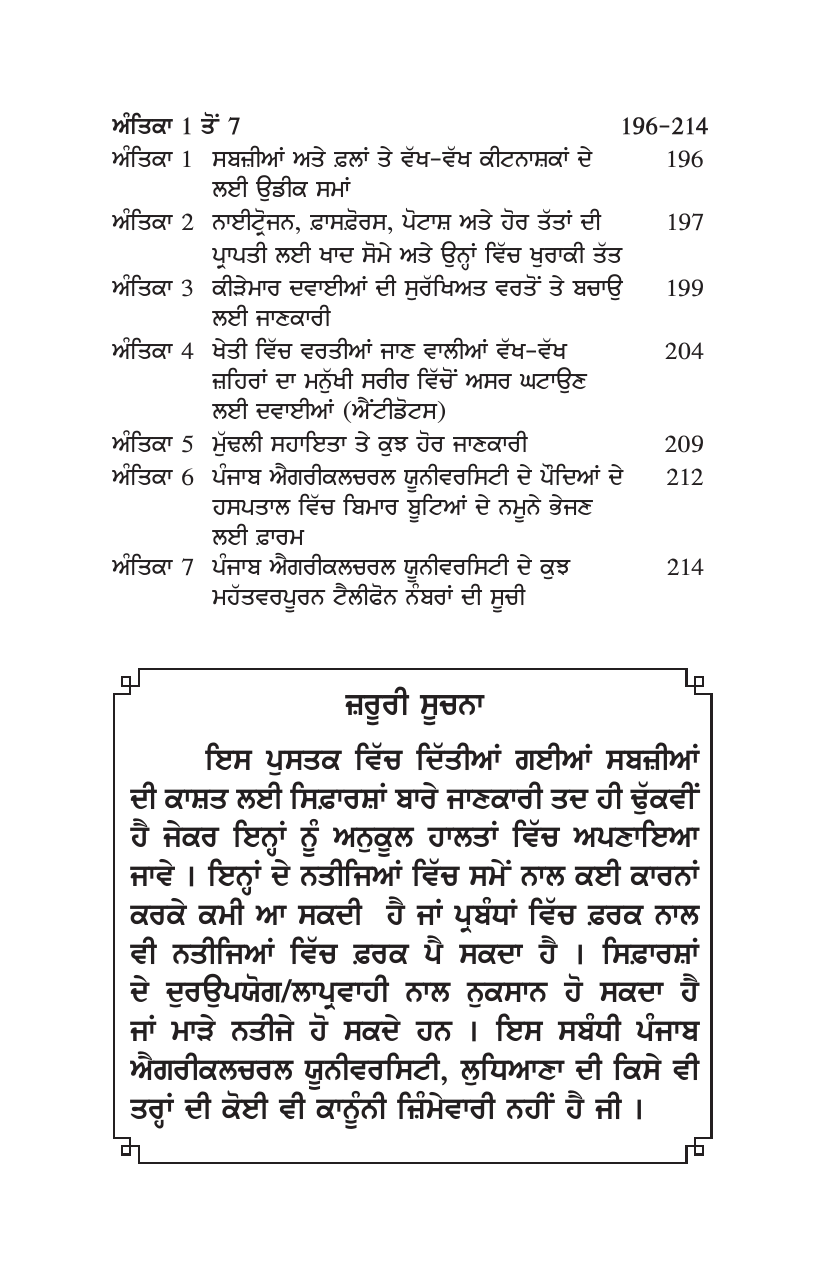 ਅੰਤਿਕਾ 1 ਤੋਂ 7 196-214
ਅੰਤਿਕਾ 1 ਸਬਜ਼ੀਆਂ ਅਤੇ ਫ਼ਲਾਂ ਤੇ ਵੱਖ-ਵੱਖ ਕੀਟਨਾਸ਼ਕਾਂ ਦੇ 196
ਲਈ ਉਡੀਕ ਸਮਾਂ
ਅੰਤਿਕਾ 2 ਨਾਈਟ੍ਰੋਜਨ, ਫ਼ਾਸਫ਼ੋਰਸ, ਪੋਟਾਸ਼ ਅਤੇ ਹੋਰ ਤੱਤਾਂ ਦੀ 197
ਪ੍ਰਾਪਤੀ ਲਈ ਖਾਦ ਸੋਮੇ ਅਤੇ ਉਨ੍ਹਾਂ ਵਿੱਚ ਖੁਰਾਕੀ ਤੱਤ
ਅੰਤਿਕਾ 3 ਕੀੜੇਮਾਰ ਦਵਾਈਆਂ ਦੀ ਸੁਰੱਖਿਅਤ ਵਰਤੋਂ ਤੇ ਬਚਾਉ 199
ਲਈ ਜਾਣਕਾਰੀ
ਅੰਤਿਕਾ 4 ਖੇਤੀ ਵਿੱਚ ਵਰਤੀਆਂ ਜਾਣ ਵਾਲੀਆਂ ਵੱਖ-ਵੱਖ 204
ਜ਼ਹਿਰਾਂ ਦਾ ਮਨੁੱਖੀ ਸਰੀਰ ਵਿੱਚੋਂ ਅਸਰ ਘਟਾਉਣ
ਲਈ ਦਵਾਈਆਂ (ਐਂਟੀਡੋਟਸ)
ਅੰਤਿਕਾ 5 ਮੁੱਢਲੀ ਸਹਾਇਤਾ ਤੇ ਕੁਝ ਹੋਰ ਜਾਣਕਾਰੀ 209
ਅੰਤਿਕਾ 6 ਪੰਜਾਬ ਐਗਰੀਕਲਚਰਲ ਯੂਨੀਵਰਸਿਟੀ ਦੇ ਪੌਦਿਆਂ ਦੇ 212
ਹਸਪਤਾਲ ਵਿੱਚ ਬਿਮਾਰ ਬੂਟਿਆਂ ਦੇ ਨਮੂਨੇ ਭੇਜਣ
ਲਈ ਫ਼ਾਰਮ
ਅੰਤਿਕਾ 7 ਪੰਜਾਬ ਐਗਰੀਕਲਚਰਲ ਯੂਨੀਵਰਸਿਟੀ ਦੇ ਕੁਝ 214
ਮਹੱਤਵਰਪੂਰਨ ਟੈਲੀਫੋਨ ਨੰਬਰਾਂ ਦੀ ਸੂਚੀ
ਜ਼ਰੂਰੀ ਸੂਚਨਾ
ਇਸ ਪੁਸਤਕ ਵਿੱਚ ਦਿੱਤੀਆਂ ਗਈਆਂ ਸਬਜ਼ੀਆਂ
ਦੀ ਕਾਸ਼ਤ ਲਈ ਸਿਫ਼ਾਰਸ਼ਾਂ ਬਾਰੇ ਜਾਣਕਾਰੀ ਤਦ ਹੀ ਢੁੱਕਵੀਂ
ਹੈ ਜੇਕਰ ਇਨ੍ਹਾਂ ਨੂੰ ਅਨੁਕੂਲ ਹਾਲਤਾਂ ਵਿੱਚ ਅਪਣਾਇਆ
ਜਾਵੇ । ਇਨ੍ਹਾਂ ਦੇ ਨਤੀਜਿਆਂ ਵਿੱਚ ਸਮੇਂ ਨਾਲ ਕਈ ਕਾਰਨਾਂ
ਕਰਕੇ ਕਮੀ ਆ ਸਕਦੀ ਹੈ ਜਾਂ ਪ੍ਰਬੰਧਾਂ ਵਿੱਚ ਫ਼ਰਕ ਨਾਲ
ਵੀ ਨਤੀਜਿਆਂ ਵਿੱਚ ਫ਼ਰਕ ਪੈ ਸਕਦਾ ਹੈ । ਸਿਫ਼ਾਰਸ਼ਾਂ
ਦੇ ਦੁਰਉਪਯੋਗ/ਲਾਪ੍ਰਵਾਹੀ ਨਾਲ ਨੁਕਸਾਨ ਹੋ ਸਕਦਾ ਹੈ
ਜਾਂ ਮਾੜੇ ਨਤੀਜੇ ਹੋ ਸਕਦੇ ਹਨ । ਇਸ ਸਬੰਧੀ ਪੰਜਾਬ
ਐਗਰੀਕਲਚਰਲ ਯੂਨੀਵਰਸਿਟੀ, ਲੁਧਿਆਣਾ ਦੀ ਕਿਸੇ ਵੀ
ਤਰ੍ਹਾਂ ਦੀ ਕੋਈ ਵੀ ਕਾਨੂੰਨੀ ਜ਼ਿੰਮੇਵਾਰੀ ਨਹੀਂ ਹੈ ਜੀ ।